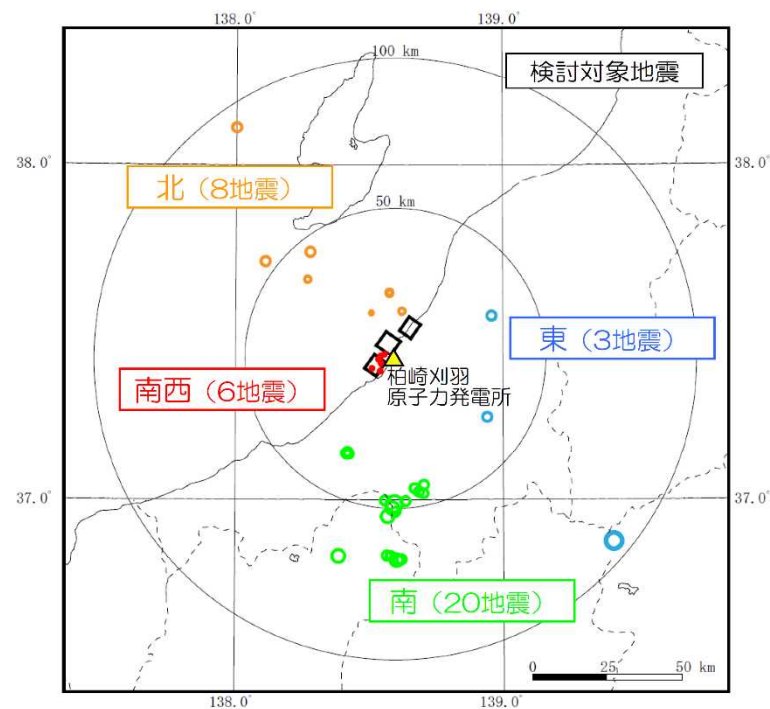 138.0°
139.0°
100 km
検討対象地震
38.0°
38.0°
北（8地震）
50 km
東（3地震）
南西（6地震）
柏崎刈羽
原子力発電所
37.0°
37.0°
南（20地震）
0 25 50 km
138.0°
139.0°